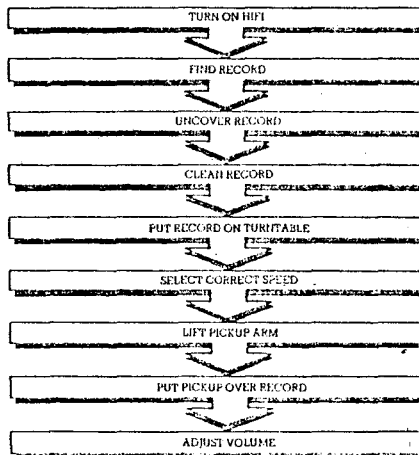 TURN ON HIFI
FIND RECORD
UNCOVER RECORD
CLEAN RECORD
PUT RECORD ON TURNTABLE
SELECT CORRECT SPEED
LIFT PICKUP ARM
PUT PICKUP OVER RECORD
ADJUST VOLUME